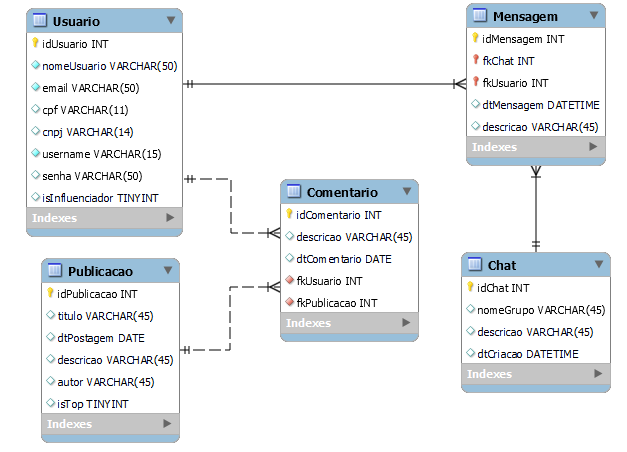 Usuario
idUsuario INT
nomeUsuario VARCHAR(50)
email VARCHAR(50)
cpf VARCHAR(11)
cnpj VARCHAR(14)
username VARCHAR(15)
senha VARCHAR(50)
isInfluenciador TINYINT
Indexes
Mensagem
idMensagem INT
fkChat INT
fkUsuario INT
dtMensagem DATETIME
descricao VARCHAR(45)
Indexes
Comentario
idComentario INT
descricao VARCHAR(45)
dtComentario DATE
fkUsuario INT
fkPublicacao INT
Indexes
Publicacao
idPublicacao INT
titulo VARCHAR(45)
dtPostagem DATE
descricao VARCHAR(45)
autor VARCHAR(45)
isTop TINYINT
Indexes
Chat
idChat INT
nomeGrupo VARCHAR(45)
descricao VARCHAR(45)
dtCriacao DATETIME
Indexes